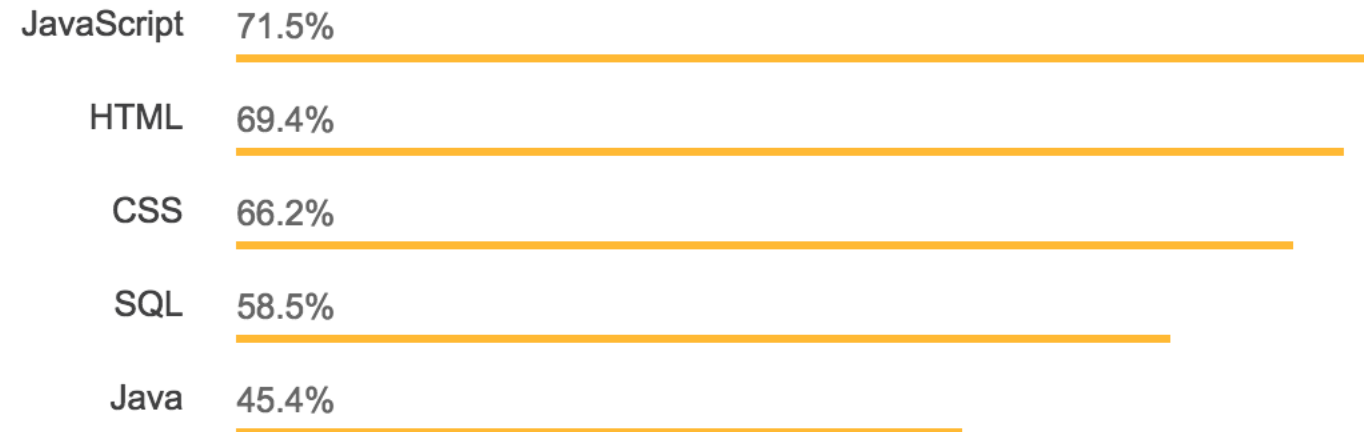 JavaScript 71.5%
HTML 69.4%
CSS 66.2%
SQL 58.5%
Java 45.4%